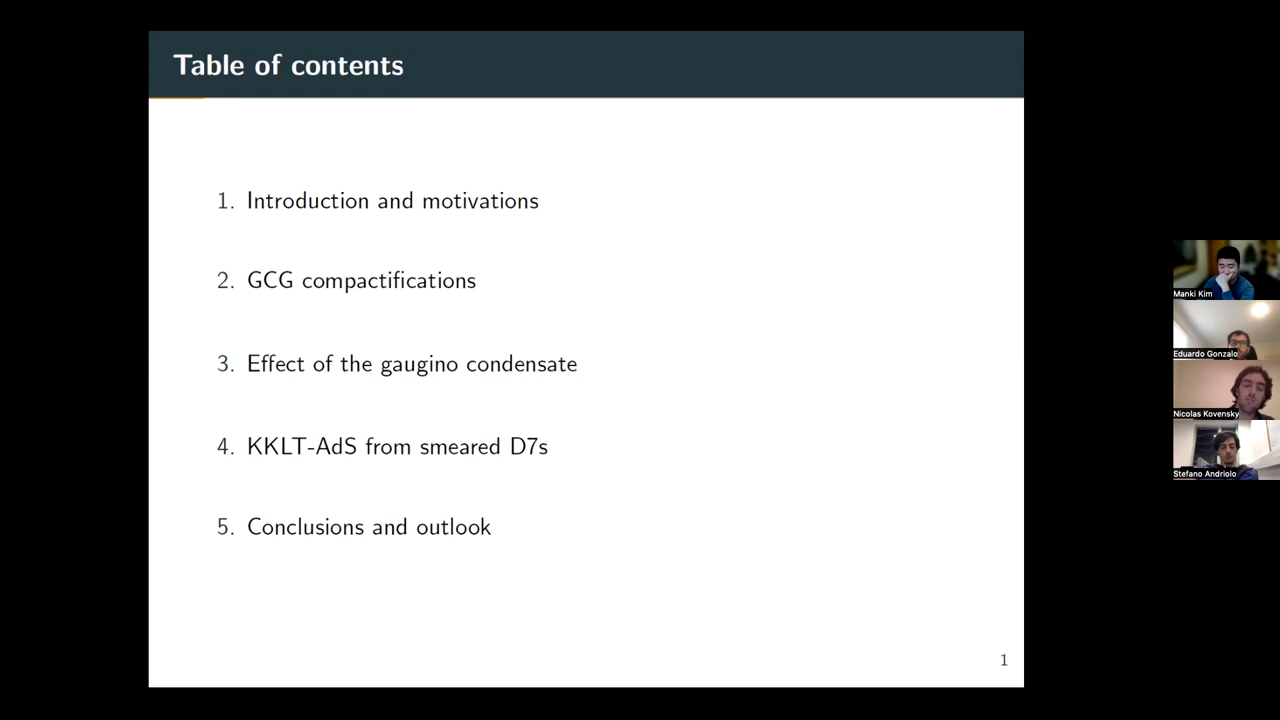 Table of contents
1. Introduction and motivations
2. GCG compactifications
3. Effect of the gaugino condensate
4. KKLT-AdS from smeared D7s
5. Conclusions and outlook
1
Manki Kim
Eduardo Gonzalo
Nicolas Kovensky
Stefano Andriolo